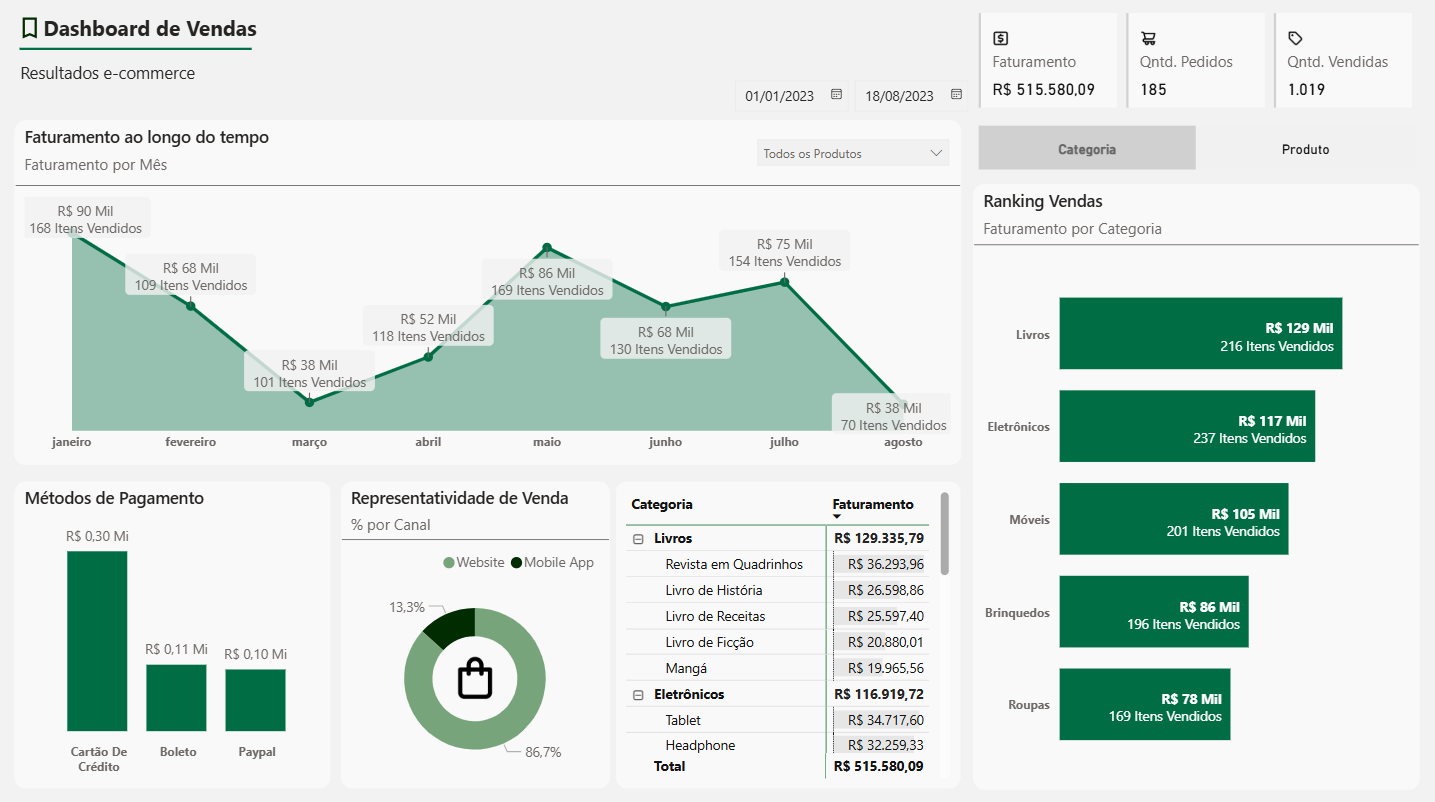 Dashboard de Vendas
Resultados e-commerce
01/01/2023
18/08/2023
Faturamento
R$ 515.580,09
Qntd. Pedidos
185
Qntd. Vendidas
1.019
Faturamento ao longo do tempo
Faturamento por Mês
Todos os Produtos
R$ 90 Mil
168 Itens Vendidos
R$ 68 Mil
109 Itens Vendidos
R$ 38 Mil
101 Itens Vendidos
R$ 52 Mil
118 Itens Vendidos
R$ 86 Mil
169 Itens Vendidos
R$ 68 Mil
130 Itens Vendidos
R$ 75 Mil
154 Itens Vendidos
R$ 38 Mil
70 Itens Vendidos
janeiro
fevereiro
março
abril
maio
junho
julho
agosto
Categoria
Produto
Ranking Vendas
Faturamento por Categoria
Livros
R$ 129 Mil
216 Itens Vendidos
Eletrônicos
R$ 117 Mil
237 Itens Vendidos
Móveis
R$ 105 Mil
201 Itens Vendidos
Brinquedos
R$ 86 Mil
196 Itens Vendidos
Roupas
R$ 78 Mil
169 Itens Vendidos
Métodos de Pagamento
R$ 0,30 Mi
R$ 0,11 Mi
R$ 0,10 Mi
Cartão De
Crédito
Boleto
Paypal
Representatividade de Venda
% por Canal
Website
Mobile App
13,3%
86,7%
Categoria Faturamento
Livros R$ 129.335,79
Revista em Quadrinhos R$ 36.293,96
Livro de História R$ 26.598,86
Livro de Receitas R$ 25.597,40
Livro de Ficção R$ 20.880,01
Mangá R$ 19.965,56
Eletrônicos R$ 116.919,72
Tablet R$ 34.717,60
Headphone R$ 32.259,33
Total R$ 515.580,09